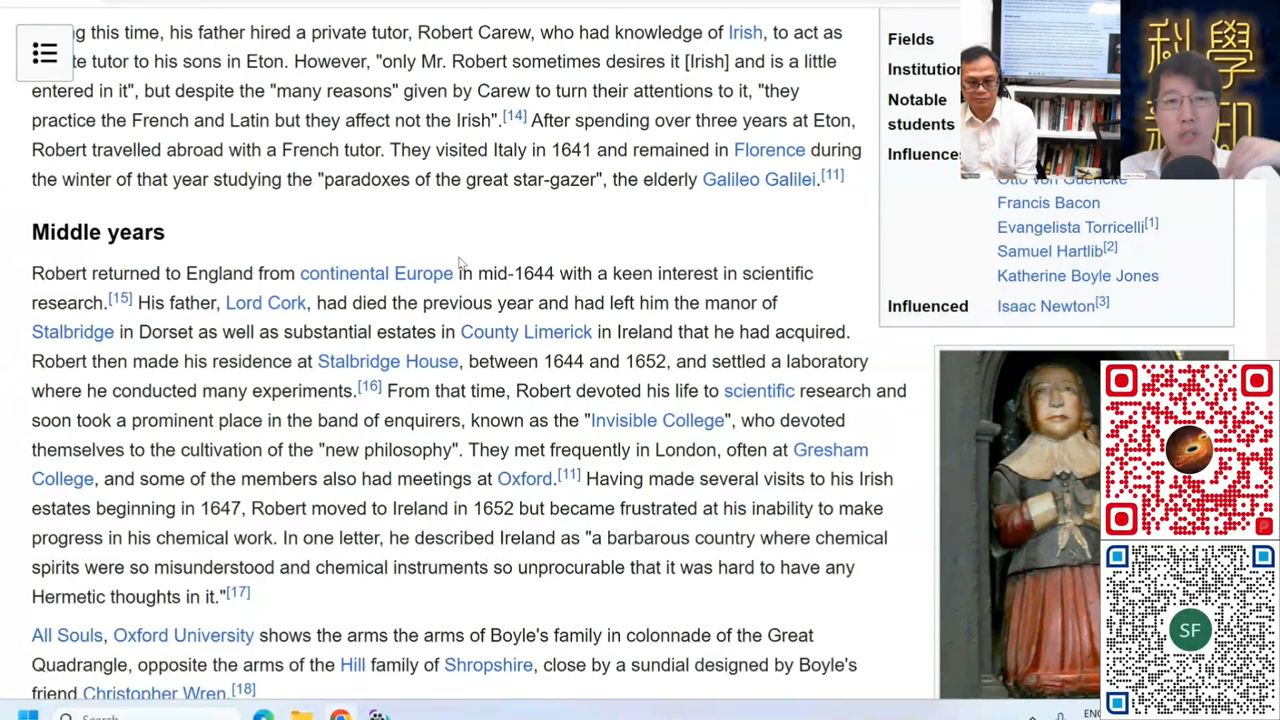 this time, his father hired a private tutor, Robert Carew, who had knowledge of Irish, to act as
tutor to his sons in Eton. However, "only Mr. Robert sometimes desires it [Irish] and is a little
entered in it", but despite the "many reasons" given by Carew to turn their attentions to it, "they
practice the French and Latin but they affect not the Irish".[14] After spending over three years at Eton,
Robert travelled abroad with a French tutor. They visited Italy in 1641 and remained in Florence during
the winter of that year studying the "paradoxes of the great star-gazer", the elderly Galileo Galilei.[11]
Middle years
Robert returned to England from continental Europe in mid-1644 with a keen interest in scientific
research.[15] His father, Lord Cork, had died the previous year and had left him the manor of
Stalbridge in Dorset as well as substantial estates in County Limerick in Ireland that he had acquired.
Robert then made his residence at Stalbridge House, between 1644 and 1652, and settled a laboratory
where he conducted many experiments.[16] From that time, Robert devoted his life to scientific research and
soon took a prominent place in the band of enquirers, known as the "Invisible College" who devoted
themselves to the cultivation of the "new philosophy". They met frequently in London, often at Gresham
College, and some of the members also had meetings at Oxford.[11] Having made several visits to his Irish
estates beginning in 1647, Robert moved to Ireland in 1652 but became frustrated at his inability to make
progress in his chemical work. In one letter, he described Ireland as "a barbarous country where chemical
spirits were so misunderstood and chemical instruments so unprocurable that it was hard to have any
Hermetic thoughts in it."[17]
All Souls, Oxford University shows the arms the arms of Boyle's family in colonnade of the Great
Quadrangle, opposite the arms of the Hill family of Shropshire, close by a sundial designed by Boyle's
friend Christopher Wren.[18]
Fields
Institution
Notable
students
Influences
Otto von Guericke
Francis Bacon
Evangelista Torricelli[1]
Samuel Hartlib[2]
Katherine Boyle Jones
Influenced Isaac Newton[3]
科學
知
SF
Search
ENG